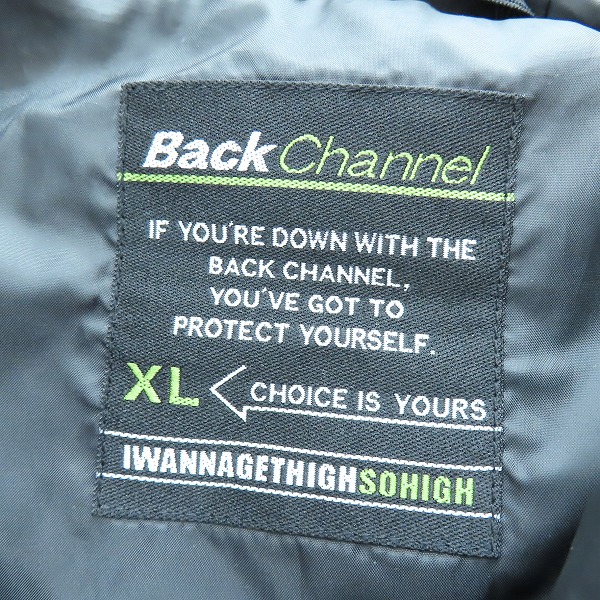 Back Channel
IF YOU'RE DOWN WITH THE
BACK CHANNEL,
YOU'VE GOT TO
PROTECT YOURSELF.
XL CHOICE IS YOURS
IWANNAGETHIGHSOHIGH